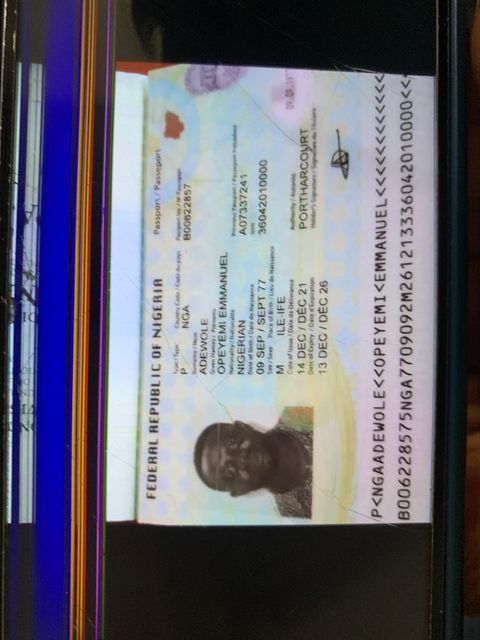 FEDERAL REPUBLIC OF NIGERIA
Passport / Passeport
Type / Type Country Code / Code du pays Passport No / Nº Passeport
P NGA B00622857
Surname / Nom
ADEWOLE
Given Names / Prénoms
OPEYEMI EMMANUEL
Nationality / Nationalite Previous Passport / Passeport Précédent
NIGERIAN A07337241
Date of Birth / Date de Naissance NIN
09 SEP / SEPT 77 36042010000
Sex / Sexe Place of Birth / Lieu de Naissance
M ILE-IFE
Date of Issue / Date de Délivrance Authority / Autorité
14 DEC / DÉC 21 PORTHARCOURT
Date of Expiry / Date d'Expiration Holder's Signature / Signature du Titulaire
13 DEC / DÉC 26
P<NGAADEWOLE<<OPEYEMI<EMMANUEL<<<<<<<<<<<<<
B006228575NGA7709092M261213336042010000<<